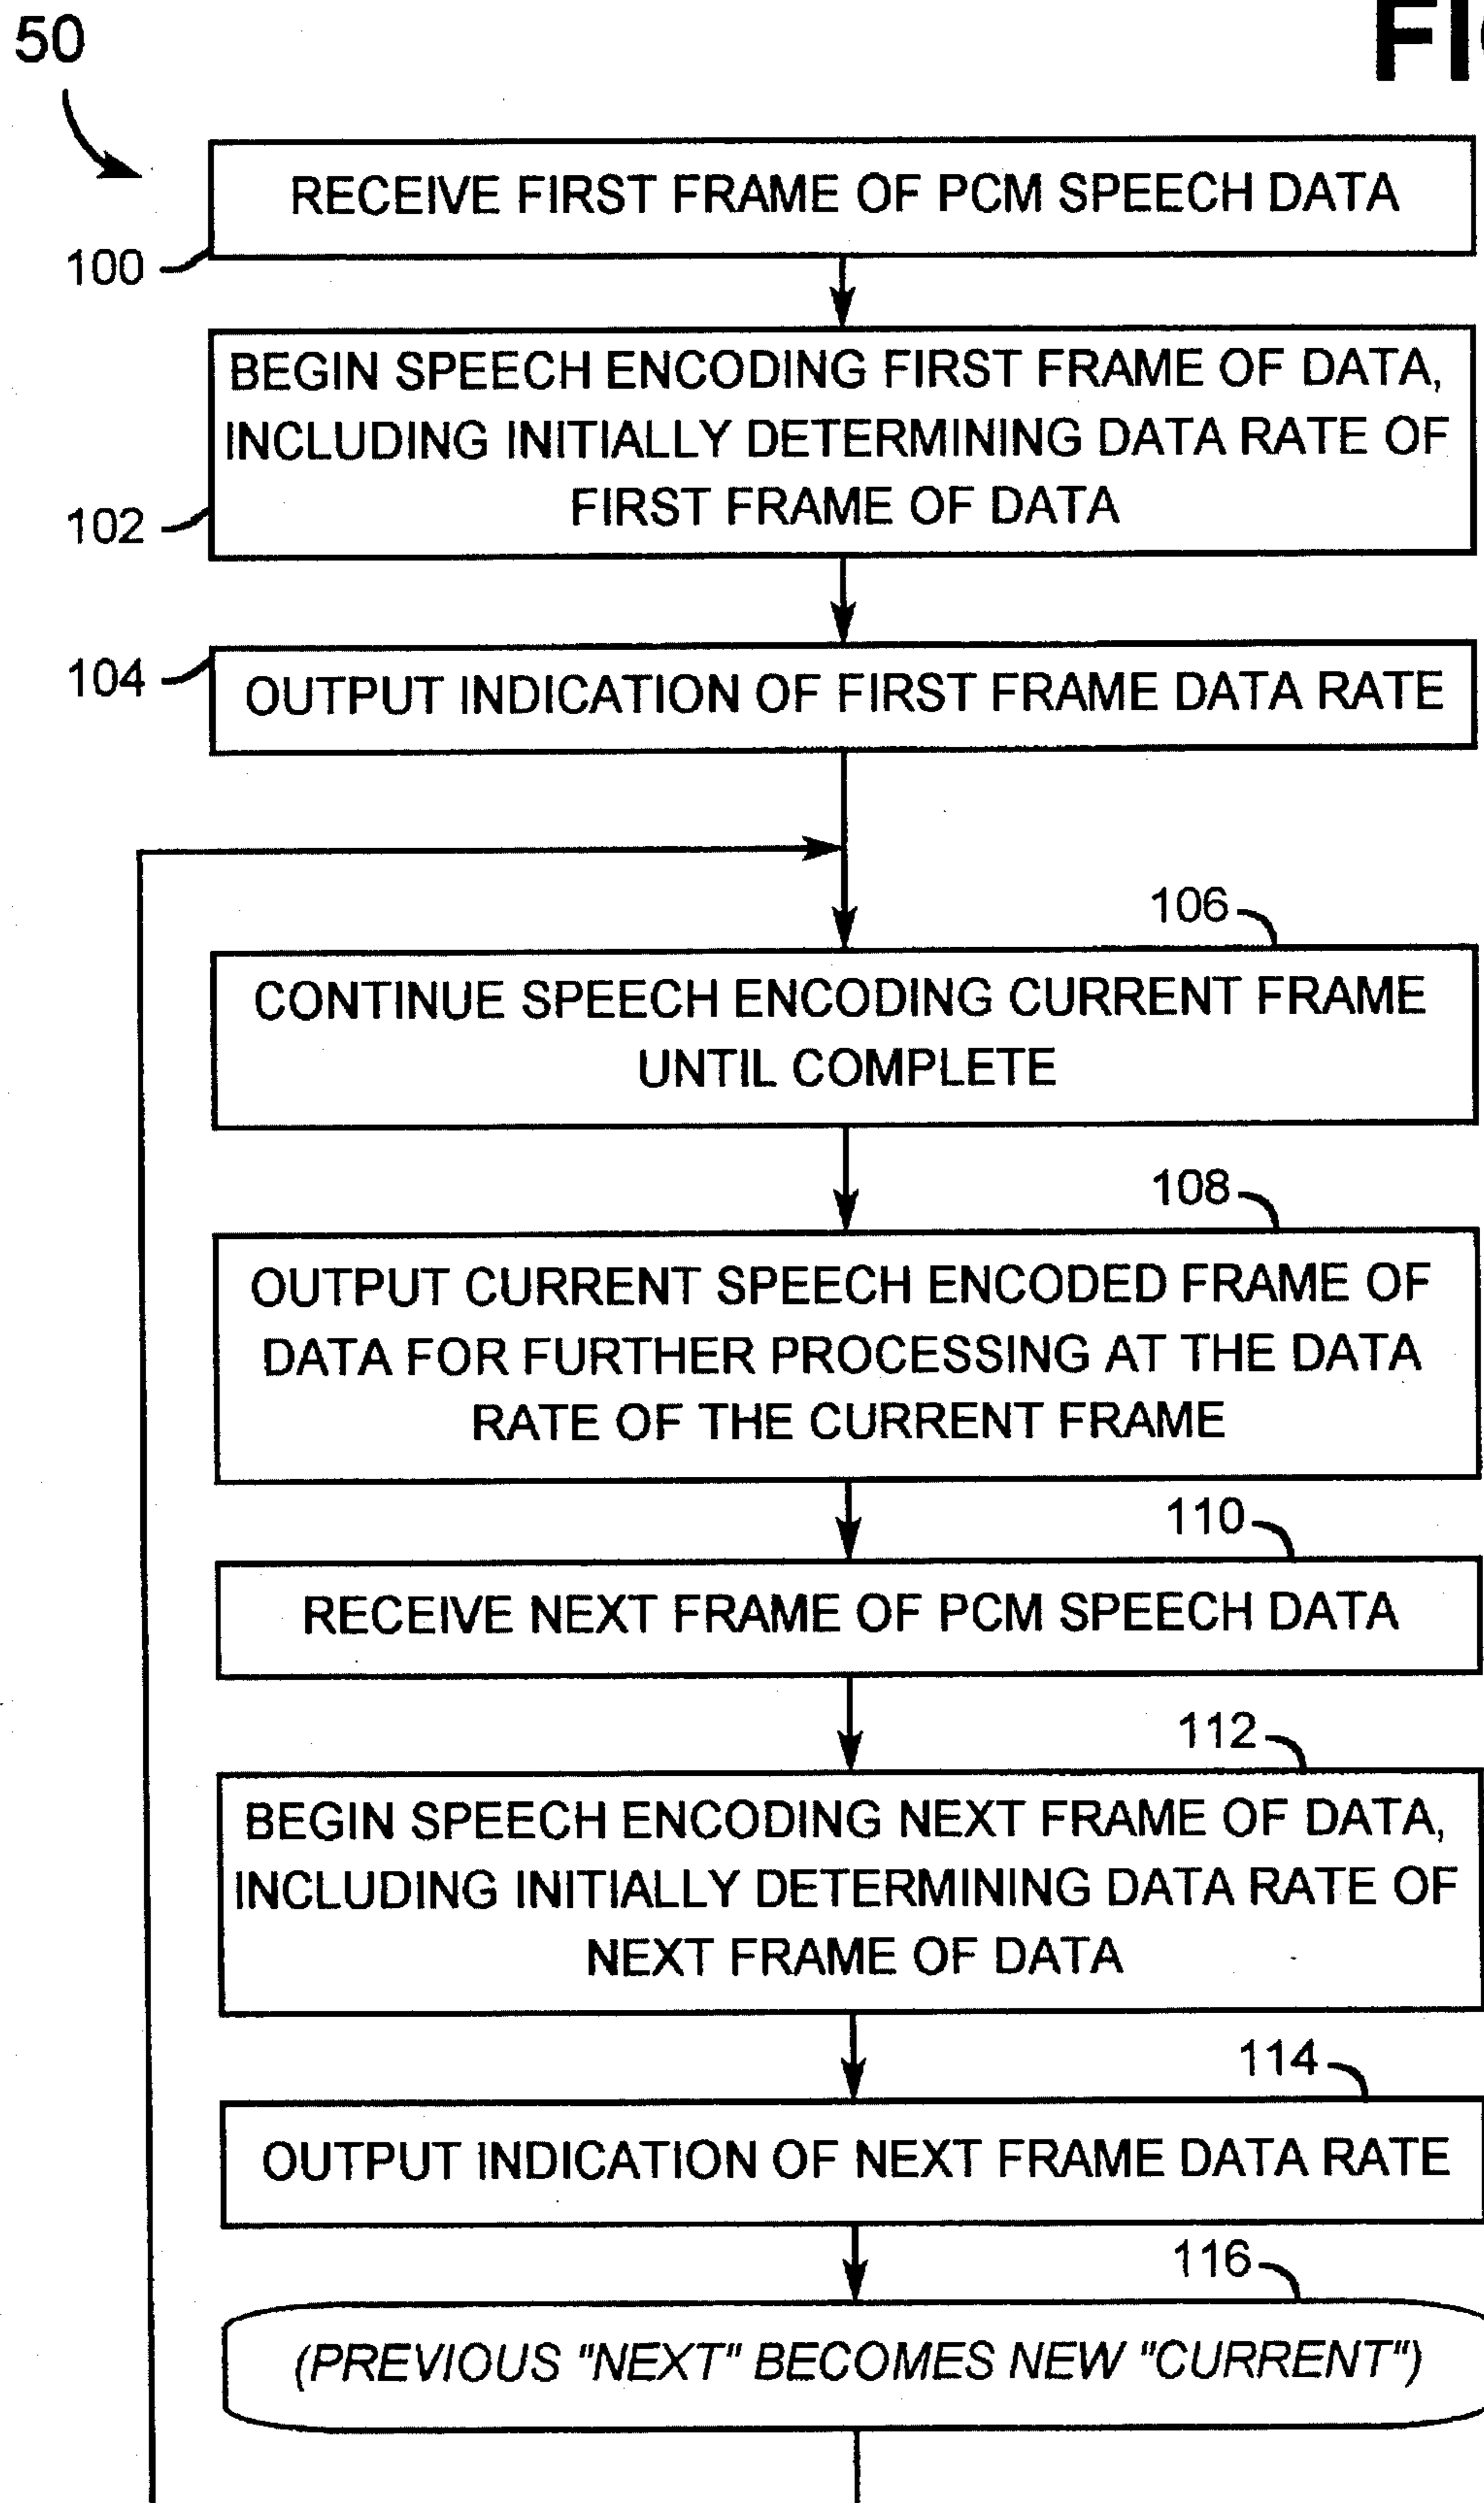 50
FI
RECEIVE FIRST FRAME OF PCM SPEECH DATA
100
BEGIN SPEECH ENCODING FIRST FRAME OF DATA,
INCLUDING INITIALLY DETERMINING DATA RATE OF
FIRST FRAME OF DATA
102
104
OUTPUT INDICATION OF FIRST FRAME DATA RATE
106
CONTINUE SPEECH ENCODING CURRENT FRAME
UNTIL COMPLETE
108
OUTPUT CURRENT SPEECH ENCODED FRAME OF
DATA FOR FURTHER PROCESSING AT THE DATA
RATE OF THE CURRENT FRAME
110
RECEIVE NEXT FRAME OF PCM SPEECH DATA
112
BEGIN SPEECH ENCODING NEXT FRAME OF DATA,
INCLUDING INITIALLY DETERMINING DATA RATE OF
NEXT FRAME OF DATA
114
OUTPUT INDICATION OF NEXT FRAME DATA RATE
116
(PREVIOUS "NEXT" BECOMES NEW "CURRENT")